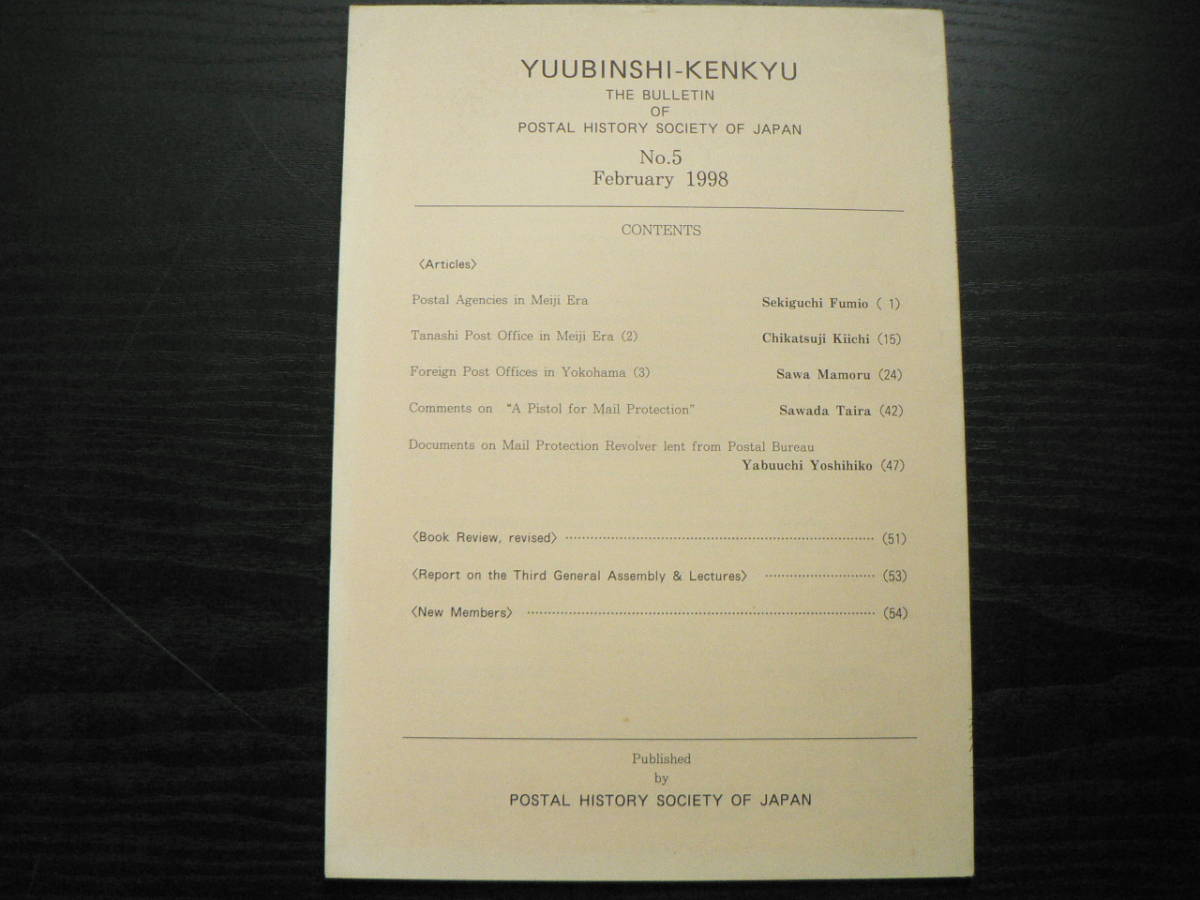 YUUBINSHI-KENKYU
THE BULLETIN
OF
POSTAL HISTORY SOCIETY OF JAPAN
No.5
February 1998
CONTENTS
〈Articles〉
Postal Agencies in Meiji Era Sekiguchi Fumio ( 1)
Tanashi Post Office in Meiji Era (2) Chikatsuji Kiichi (15)
Foreign Post Offices in Yokohama (3) Sawa Mamoru (24)
Comments on “A Pistol for Mail Protection” Sawada Taira (42)
Documents on Mail Protection Revolver lent from Postal Bureau
Yabuuchi Yoshihiko (47)
〈Book Review, revised〉 ………………………………………………… (51)
〈Report on the Third General Assembly & Lectures〉 ……………………… (53)
〈New Members〉 ………………………………………………………… (54)
Published
by
POSTAL HISTORY SOCIETY OF JAPAN